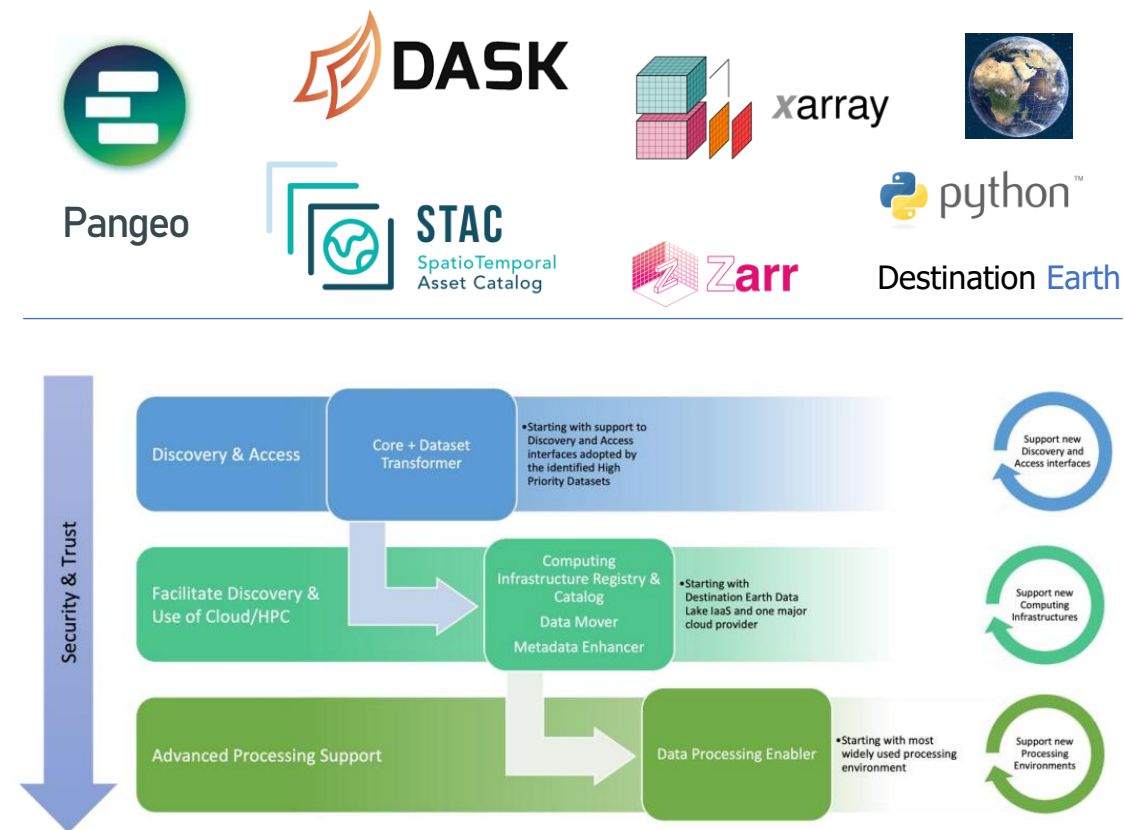 DASK
xarray
Pangeo
STAC
SpatioTemporal
Asset Catalog
python™
Zarr
Destination Earth
Security & Trust
Discovery & Access
Core + Dataset
Transformer
•Starting with support to
Discovery and Access
interfaces adopted by
the identified High
Priority Datasets
Support new
Discovery and
Access interfaces
Facilitate Discovery &
Use of Cloud/HPC
Computing
Infrastructure Registry &
Catalog
Data Mover
Metadata Enhancer
•Starting with
Destination Earth Data
Lake IaaS and one major
cloud provider
Support new
Computing
Infrastructures
Advanced Processing Support
Data Processing Enabler
•Starting with most
widely used processing
environment
Support new
Processing
Environments